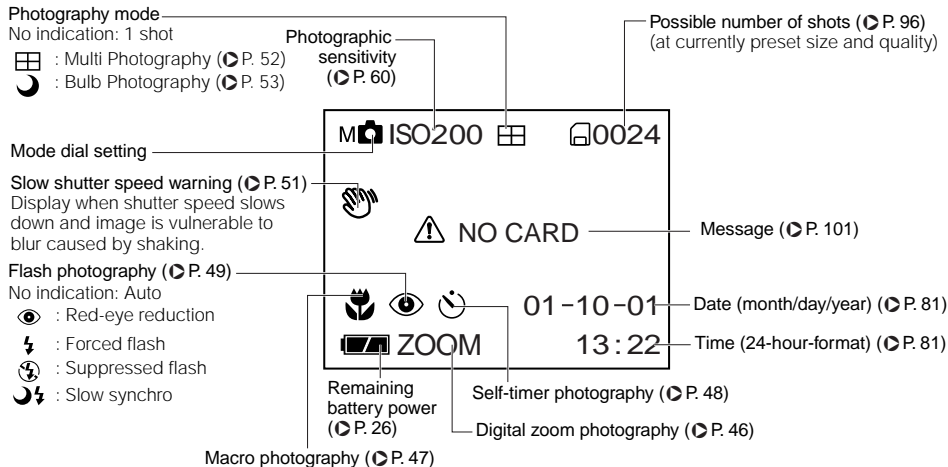 Photography mode
No indication: 1 shot
: Multi Photography (P. 52)
: Bulb Photography (P. 53)
Photographic
sensitivity
(P. 60)
Possible number of shots (P. 96)
(at currently preset size and quality)
Mode dial setting
Slow shutter speed warning (P. 51)
Display when shutter speed slows
down and image is vulnerable to
blur caused by shaking.
Flash photography (P. 49)
No indication: Auto
: Red-eye reduction
: Forced flash
: Suppressed flash
: Slow synchro
M ISO200 0024
NO CARD
01-10-01
ZOOM 13:22
Message (P. 101)
Date (month/day/year) (P. 81)
Time (24-hour-format) (P. 81)
Remaining
battery power
(P. 26)
Self-timer photography (P. 48)
Digital zoom photography (P. 46)
Macro photography (P. 47)